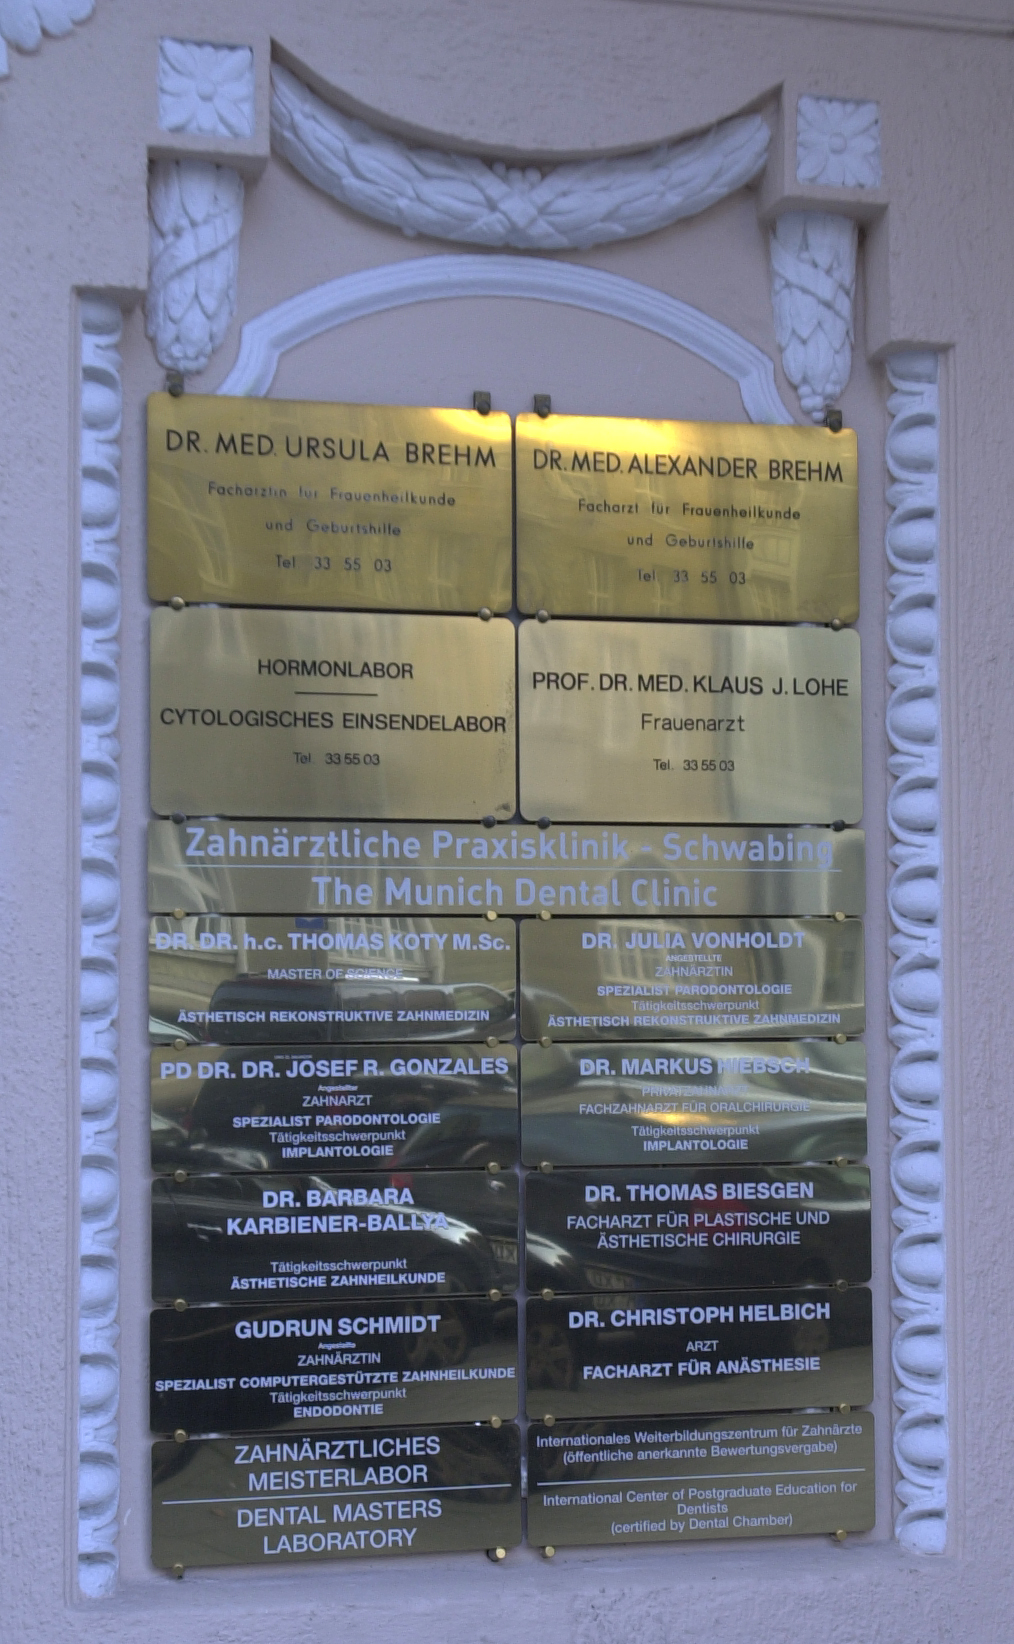 DR. MED. URSULA BREHM
Fachärztin für Frauenheilkunde
und Geburtshilfe
Tel. 33 55 03
DR. MED. ALEXANDER BREHM
Facharzt für Frauenheilkunde
und Geburtshilfe
Tel. 33 55 03
HORMONLABOR
CYTOLOGISCHES EINSENDELABOR
Tel. 33 55 03
PROF. DR. MED. KLAUS J. LOHE
Frauenarzt
Tel. 33 55 03
Zahnärztliche Praxisklinik - Schwabing
The Munich Dental Clinic
DR. DR. h.c. THOMAS KOTY M.Sc.
MASTER OF SCIENCE
ÄSTHETISCH REKONSTRUKTIVE ZAHNMEDIZIN
DR. JULIA VONHOLDT
ANGESTELLTE
ZAHNÄRZTIN
SPEZIALIST PARODONTOLOGIE
Tätigkeitsschwerpunkt
ÄSTHETISCH REKONSTRUKTIVE ZAHNMEDIZIN
PD DR. DR. JOSEF R. GONZALES
Angestellter
ZAHNARZT
SPEZIALIST PARODONTOLOGIE
Tätigkeitsschwerpunkt
IMPLANTOLOGIE
DR. MARKUS HIEBSCH
PRIVATZAHNARZT
FACHZAHNARZT FÜR ORALCHIRURGIE
Tätigkeitsschwerpunkt
IMPLANTOLOGIE
DR. BARBARA
KARBIENER-BALLYA
Tätigkeitsschwerpunkt
ÄSTHETISCHE ZAHNHEILKUNDE
DR. THOMAS BIESGEN
FACHARZT FÜR PLASTISCHE UND
ÄSTHETISCHE CHIRURGIE
GUDRUN SCHMIDT
Angestellte
ZAHNÄRZTIN
SPEZIALIST COMPUTERGESTÜTZTE ZAHNHEILKUNDE
Tätigkeitsschwerpunkt
ENDODONTIE
DR. CHRISTOPH HELBICH
ARZT
FACHARZT FÜR ANÄSTHESIE
ZAHNÄRZTLICHES
MEISTERLABOR
DENTAL MASTERS
LABORATORY
Internationales Weiterbildungszentrum für Zahnärzte
(öffentliche anerkannte Bewertungsvergabe)
International Center of Postgraduate Education for
Dentists
(certified by Dental Chamber)